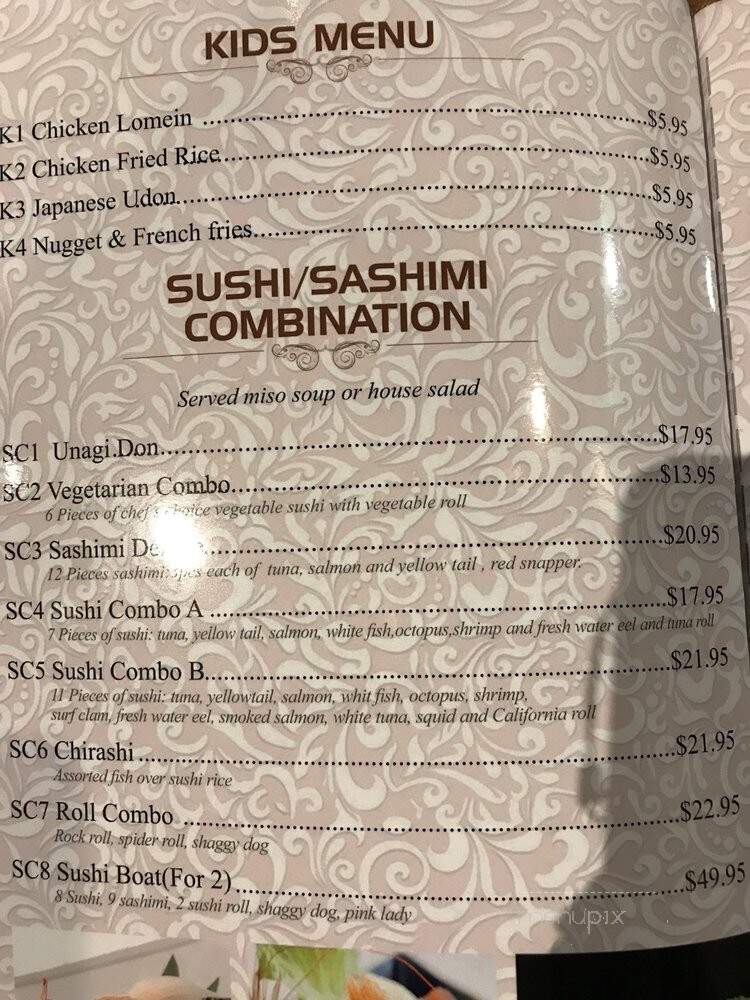 KIDS MENU
K1 Chicken Lomein ........................ $5.95
K2 Chicken Fried Rice ........................ $5.95
K3 Japanese Udon ........................ $5.95
K4 Nugget & French fries ........................ $5.95
SUSHI/SASHIMI
COMBINATION
Served miso soup or house salad
SC1 Unagi.Don ........................ $17.95
SC2 Vegetarian Combo ........................ $13.95
6 Pieces of chef's choice vegetable sushi with vegetable roll
SC3 Sashimi ........................ $20.95
12 Pieces sashimi: each of tuna, salmon and yellow tail , red snapper.
SC4 Sushi Combo A ........................ $17.95
7 Pieces of sushi: tuna, yellow tail, salmon, white fish,octopus,shrimp and fresh water eel and tuna roll
SC5 Sushi Combo B ........................ $21.95
11 Pieces of sushi: tuna, yellowtail, salmon, whit fish, octopus, shrimp,
surf clam, fresh water eel, smoked salmon, white tuna, squid and California roll
SC6 Chirashi ........................ $21.95
Assorted fish over sushi rice
SC7 Roll Combo ........................ $22.95
Rock roll, spider roll, shaggy dog
SC8 Sushi Boat(For 2) ........................ $49.95
8 Sushi, 9 sashimi, 2 sushi roll, shaggy dog, pink lady
menupix